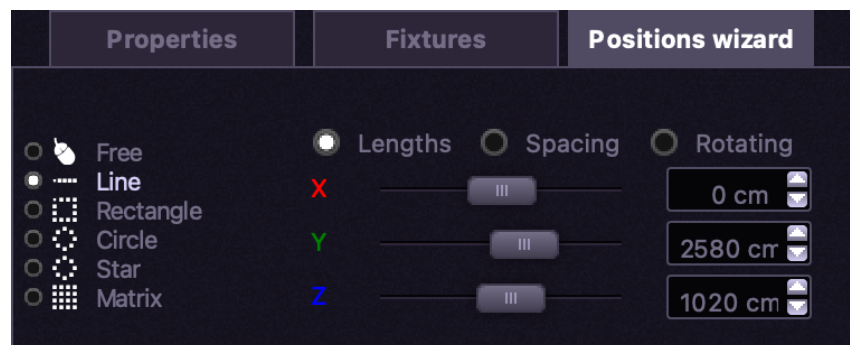 Properties Fixtures Positions wizard
Lengths Spacing Rotating
Free
Line
Rectangle
Circle
Star
Matrix
X 0 cm
Y 2580 cm
Z 1020 cm